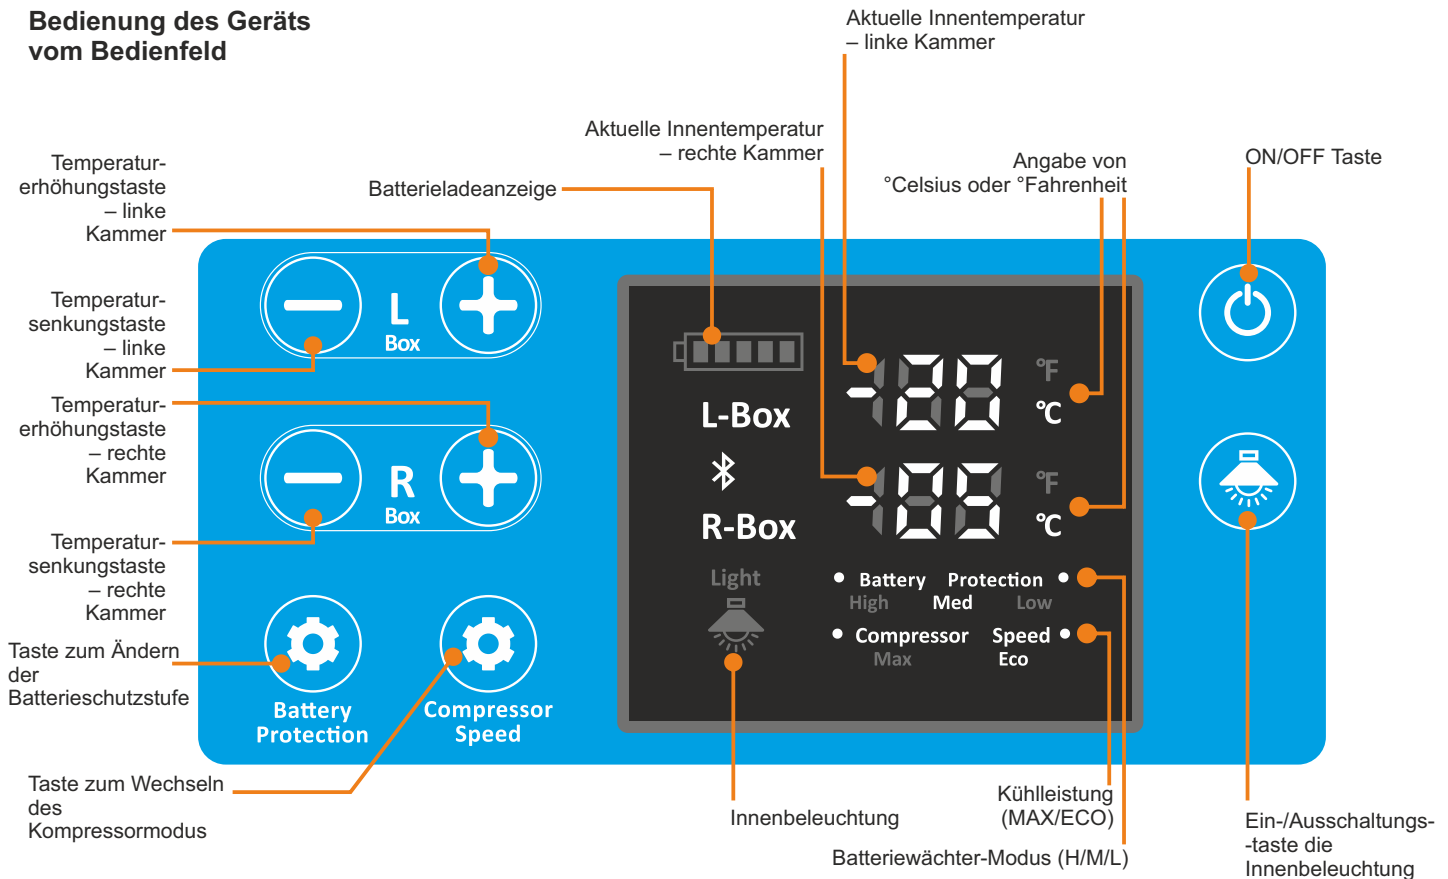 Bedienung des Geräts
vom Bedienfeld
Aktuelle Innentemperatur
– linke Kammer
Aktuelle Innentemperatur
– rechte Kammer
Angabe von
°Celsius oder °Fahrenheit
ON/OFF Taste
Batterieladeanzeige
Temperatur-
erhöhungstaste
– linke
Kammer
Temperatur-
senkungstaste
– linke
Kammer
Temperatur-
erhöhungstaste
– rechte
Kammer
Temperatur-
senkungstaste
– rechte
Kammer
Taste zum Ändern
der
Batterieschutzstufe
Taste zum Wechseln
des
Kompressormodus
L
Box
R
Box
Battery
Protection
Compressor
Speed
L-Box
-20
°F
°C
R-Box
-05
°F
°C
Light
• Battery Protection •
High Med Low
• Compressor Speed •
Max Eco
Innenbeleuchtung
Kühlleistung
(MAX/ECO)
Batteriewächter-Modus (H/M/L)
Ein-/Ausschaltungs-
-taste die
Innenbeleuchtung